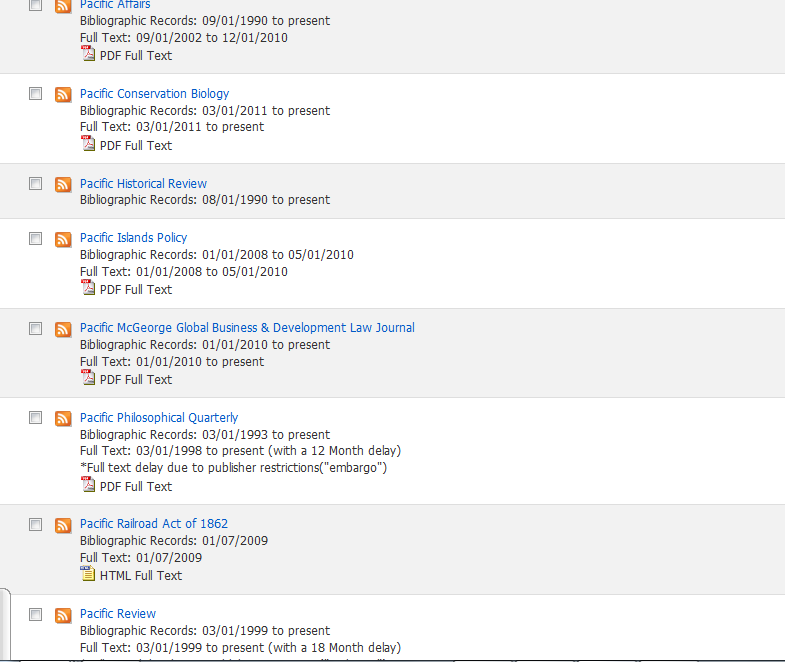 Pacific Affairs
Bibliographic Records: 09/01/1990 to present
Full Text: 09/01/2002 to 12/01/2010
PDF Full Text
Pacific Conservation Biology
Bibliographic Records: 03/01/2011 to present
Full Text: 03/01/2011 to present
PDF Full Text
Pacific Historical Review
Bibliographic Records: 08/01/1990 to present
Pacific Islands Policy
Bibliographic Records: 01/01/2008 to 05/01/2010
Full Text: 01/01/2008 to 05/01/2010
PDF Full Text
Pacific McGeorge Global Business & Development Law Journal
Bibliographic Records: 01/01/2010 to present
Full Text: 01/01/2010 to present
PDF Full Text
Pacific Philosophical Quarterly
Bibliographic Records: 03/01/1993 to present
Full Text: 03/01/1998 to present (with a 12 Month delay)
*Full text delay due to publisher restrictions("embargo")
PDF Full Text
Pacific Railroad Act of 1862
Bibliographic Records: 01/07/2009
Full Text: 01/07/2009
HTML Full Text
Pacific Review
Bibliographic Records: 03/01/1999 to present
Full Text: 03/01/1999 to present (with a 18 Month delay)